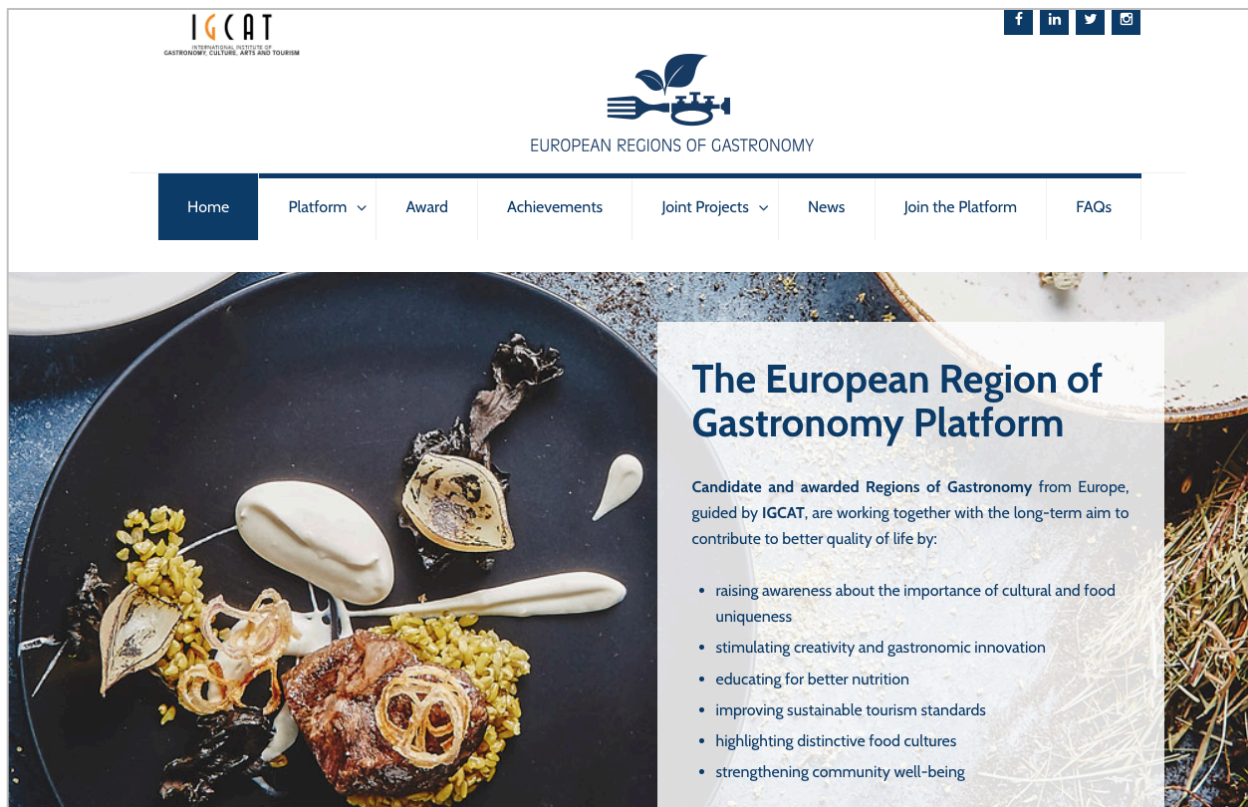 IGCAT
INTERNATIONAL INSTITUTE OF
GASTRONOMY, CULTURE, ARTS AND TOURISM
EUROPEAN REGIONS OF GASTRONOMY
Home Platform Award Achievements Joint Projects News Join the Platform FAQs
The European Region of
Gastronomy Platform
Candidate and awarded Regions of Gastronomy from Europe,
guided by IGCAT, are working together with the long-term aim to
contribute to better quality of life by:
• raising awareness about the importance of cultural and food
uniqueness
• stimulating creativity and gastronomic innovation
• educating for better nutrition
• improving sustainable tourism standards
• highlighting distinctive food cultures
• strengthening community well-being